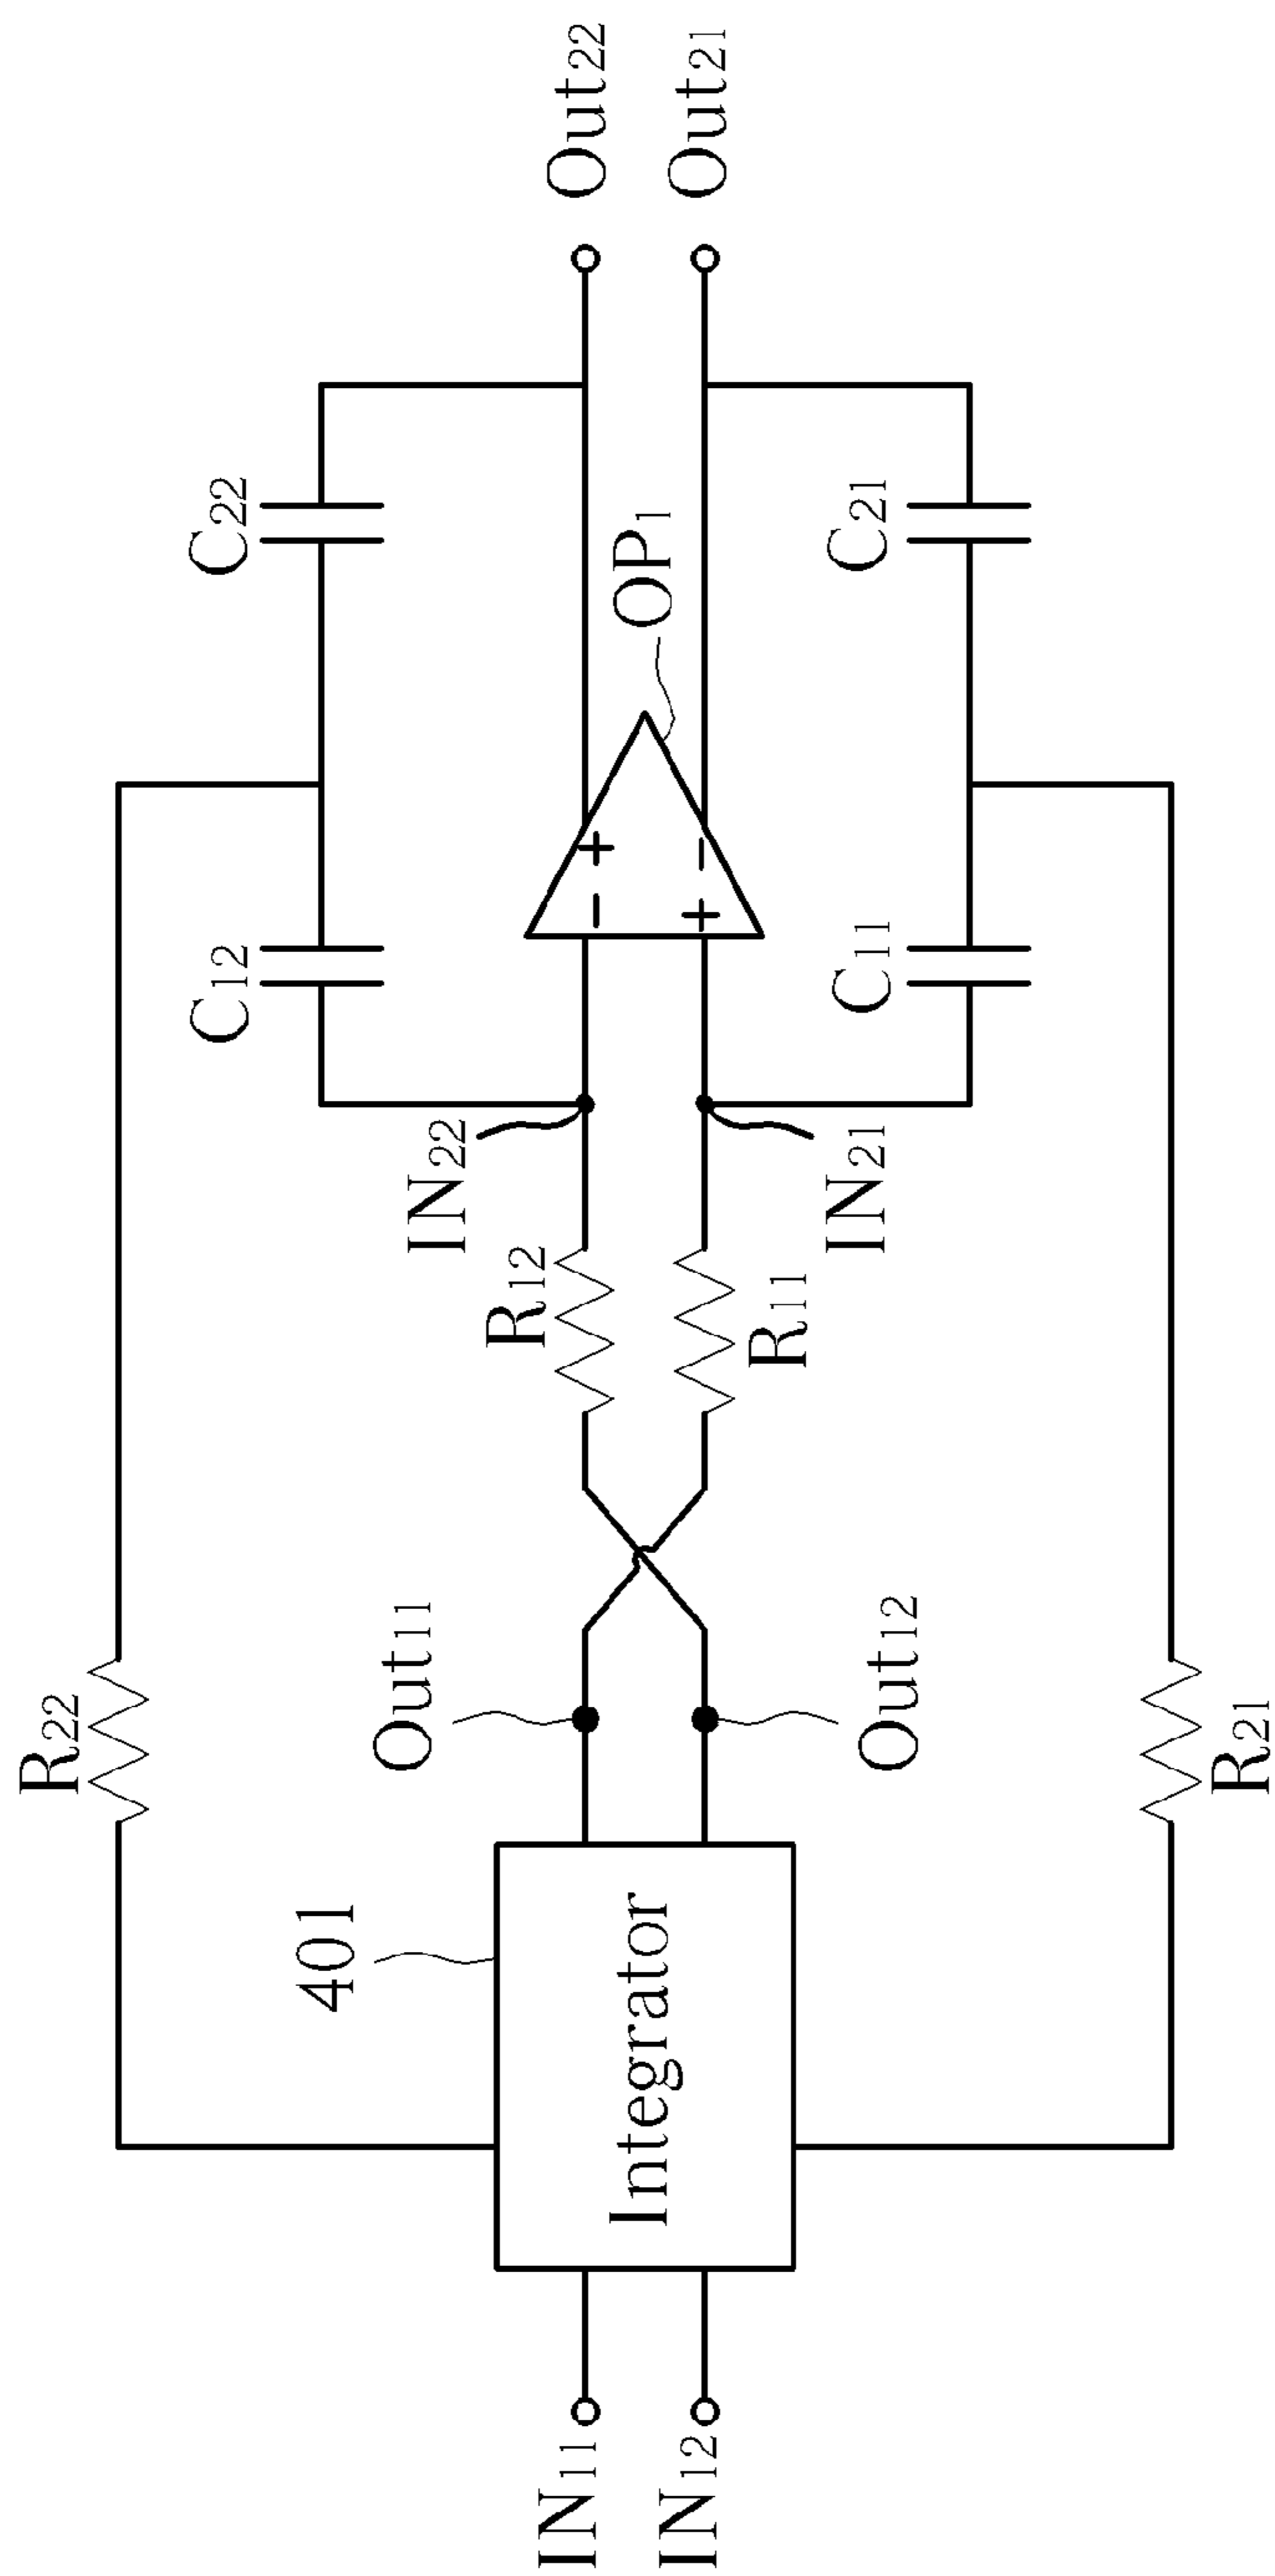 R22
C12
C22
IN22
R12
Out11
401
Integrator
IN11
IN12
Out12
R11
IN21
OP1
− +
+ −
Out22
Out21
C11
C21
R21